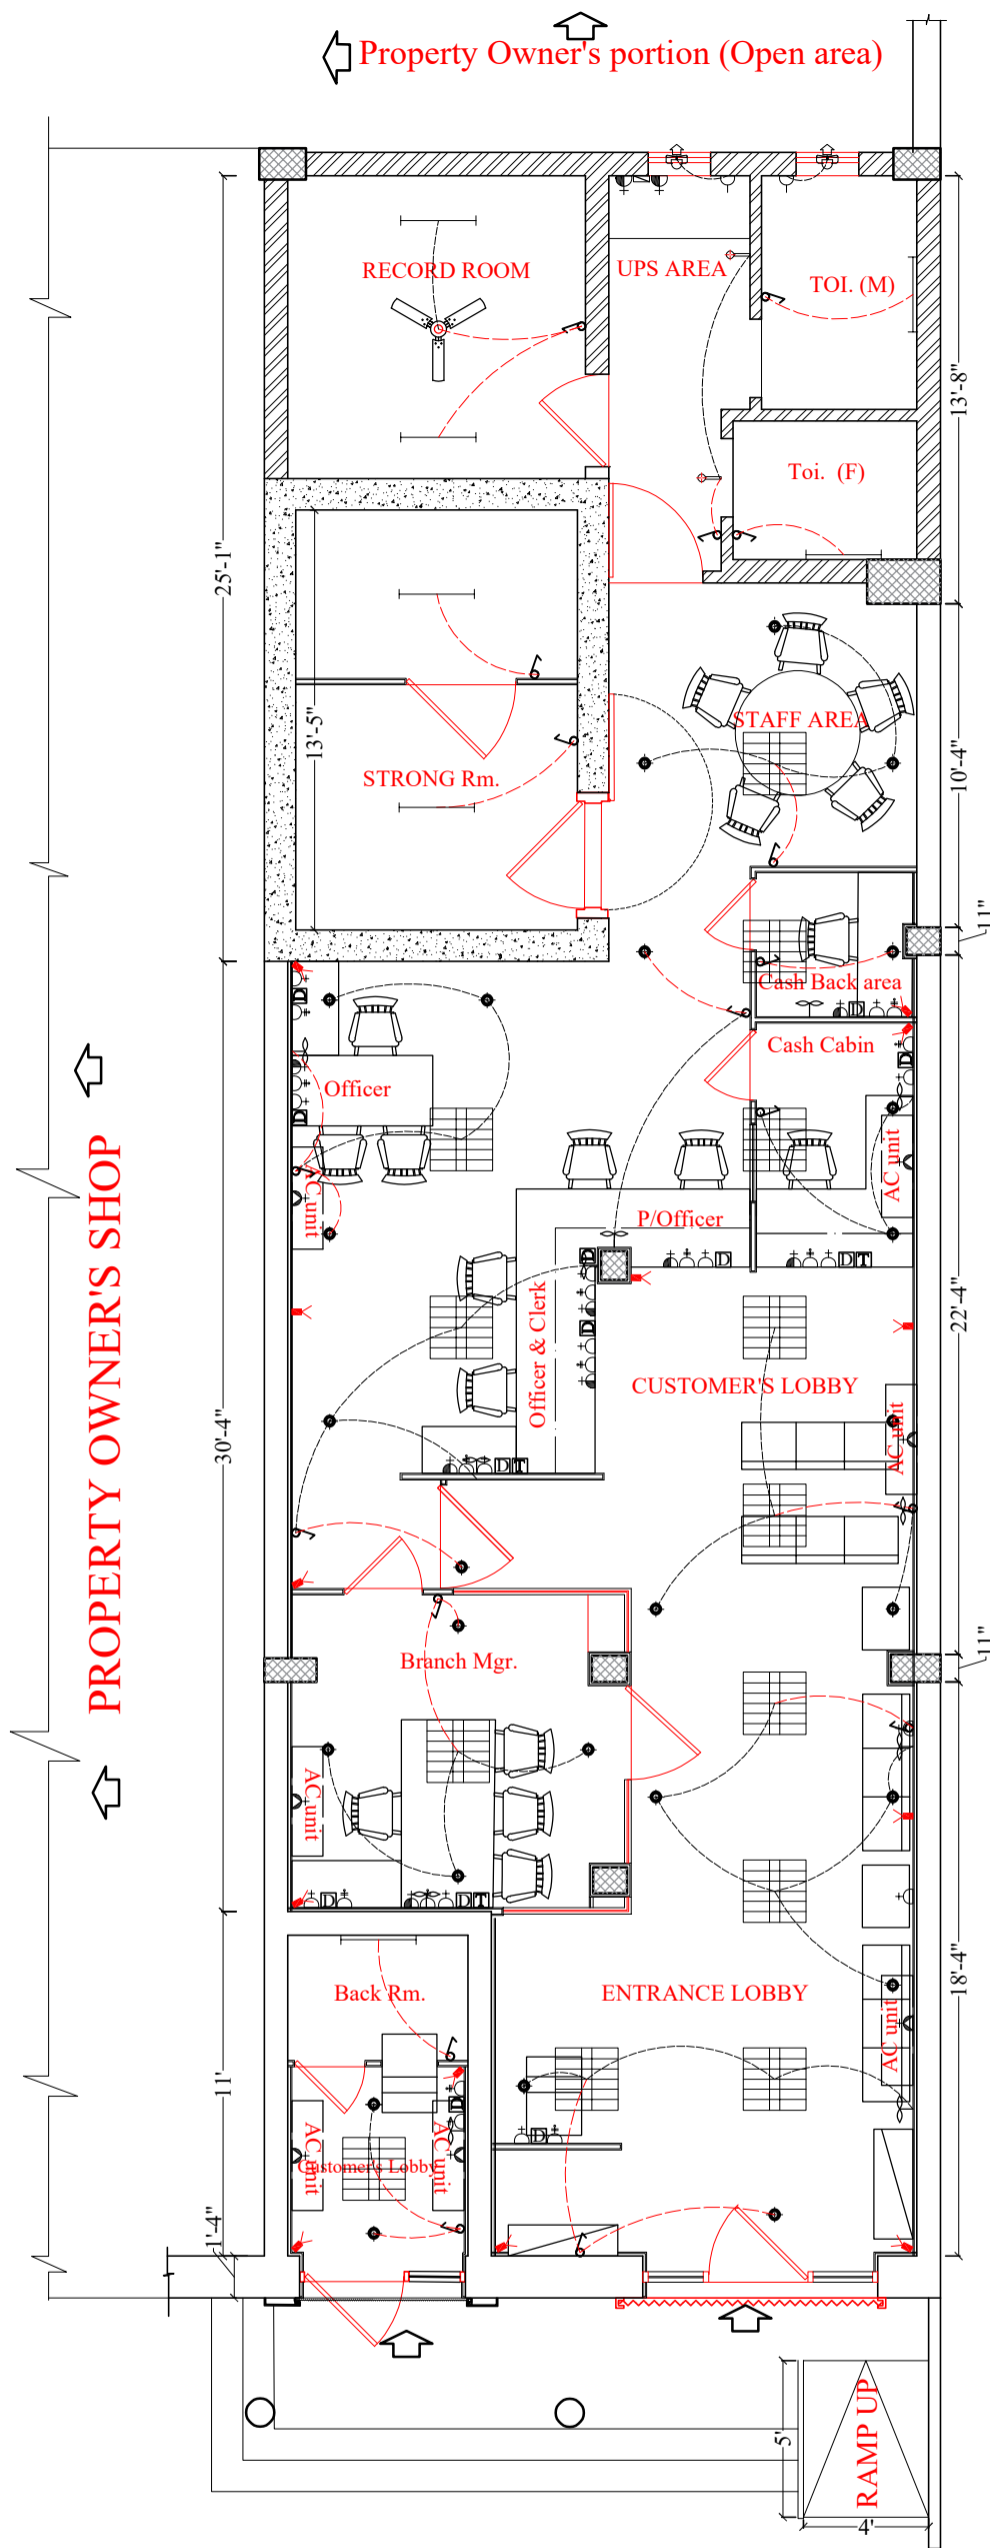 Property Owner's portion (Open area)
RECORD ROOM
UPS AREA
TOI. (M)
13'-8"
Toi. (F)
25'-1"
13'-5"
STAFF AREA
STRONG Rm.
10'-4"
11"
Cash Back area
D
D
Cash Cabin
D
Officer
D
AC unit
AC unit
PROPERTY OWNER'S SHOP
P/Officer
D
D T
D
22'-4"
D
Officer & Clerk
CUSTOMER'S LOBBY
AC unit
30'-4"
D T
11"
Branch Mgr.
AC unit
D
D T
18'-4"
Back Rm.
ENTRANCE LOBBY
AC unit
11'
D
D
AC unit
AC unit
Customer's Lobby
1'-4"
5'
RAMP UP
4'